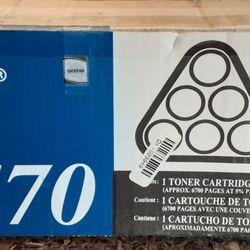 ®
brother
70
1 TONER CARTRIDG
(APPROX. 6700 PAGES AT 5% PA
Contient : 1 CARTOUCHE DE TO
(6700 PAGES AVEC UNE COUVE
Contiene : 1 CARTUCHO DE TO
(APROXIMADAMENTE 6700 P